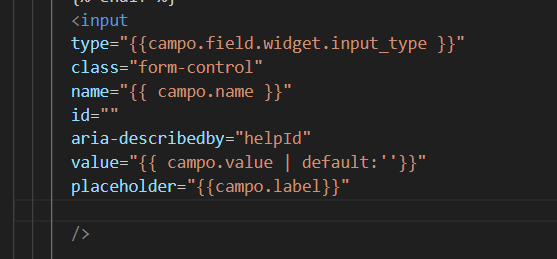 <input
type="{{campo.field.widget.input_type }}"
class="form-control"
name="{{ campo.name }}"
id=""
aria-describedby="helpId"
value="{{ campo.value | default:''}}"
placeholder="{{campo.label}}"
/>